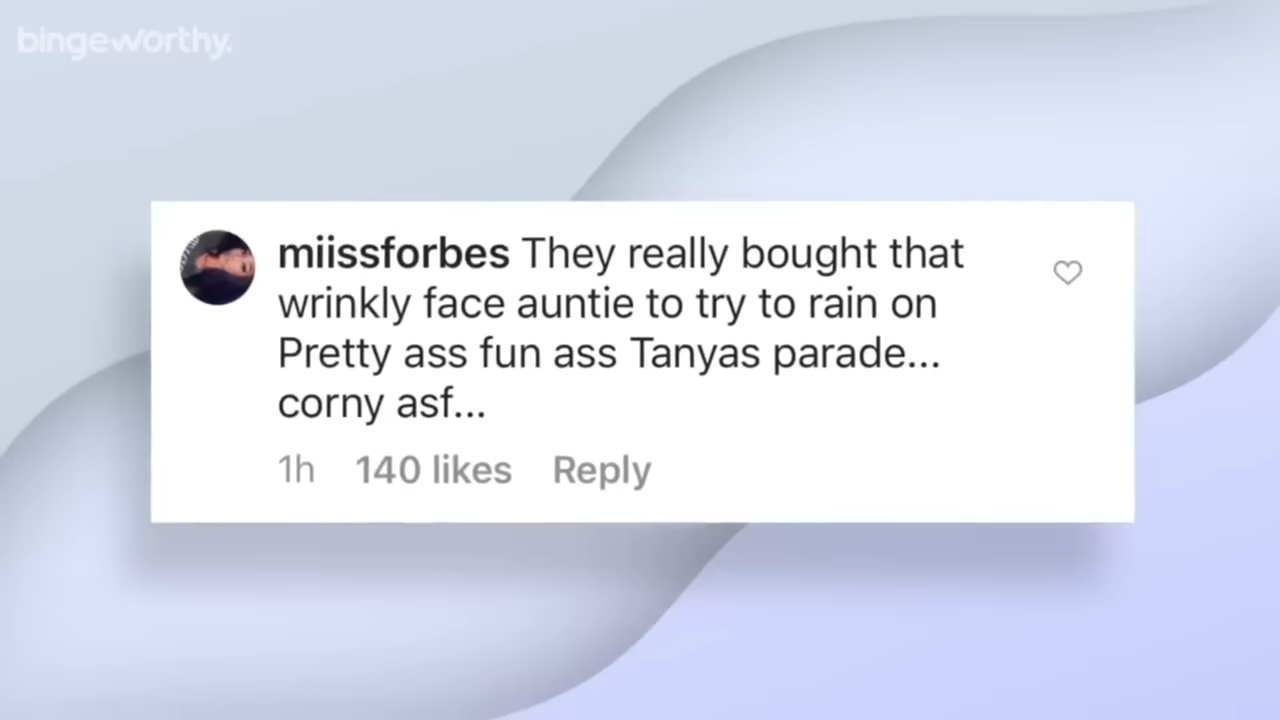 bingeworthy.
miissforbes They really bought that
wrinkly face auntie to try to rain on
Pretty ass fun ass Tanyas parade...
corny asf...
1h 140 likes Reply